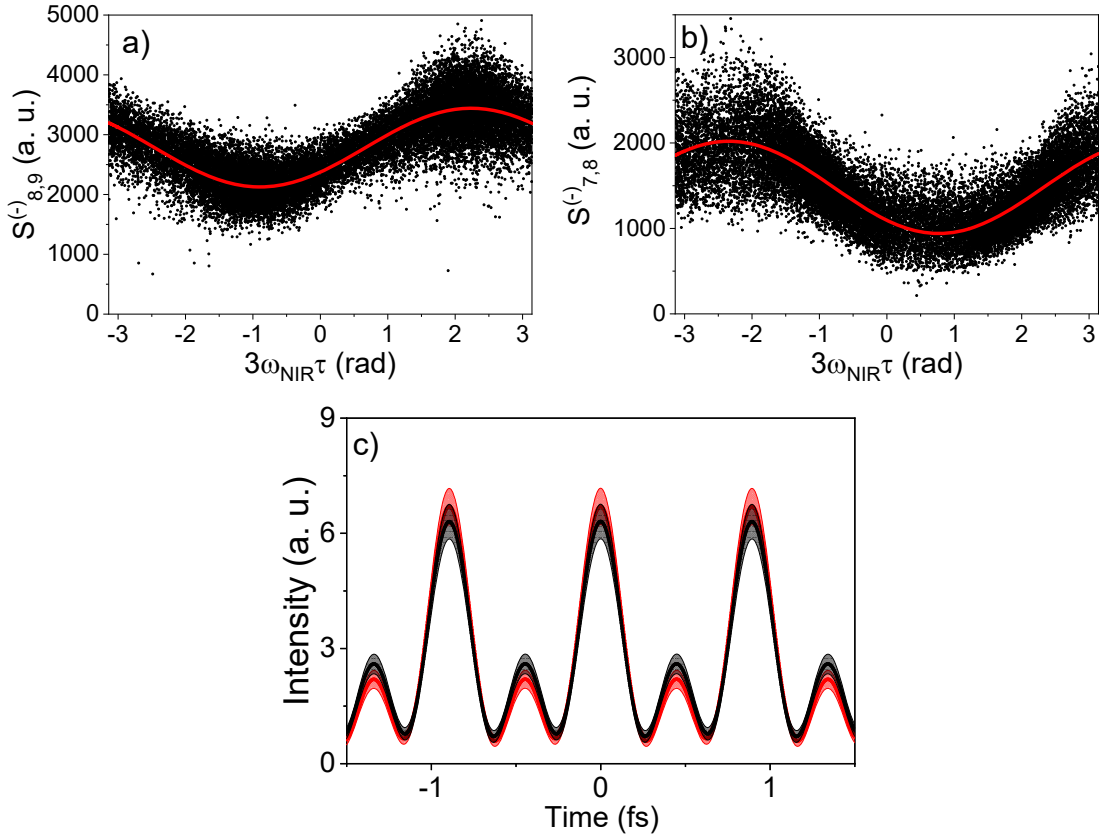 a)
5000
4000
3000
2000
1000
0
S(-)8,9 (a. u.)
-3 -2 -1 0 1 2 3
3ωNIRτ (rad)
b)
3000
2000
1000
0
S(-)7,8 (a. u.)
-3 -2 -1 0 1 2 3
3ωNIRτ (rad)
c)
9
6
3
0
Intensity (a. u.)
-1 0 1
Time (fs)